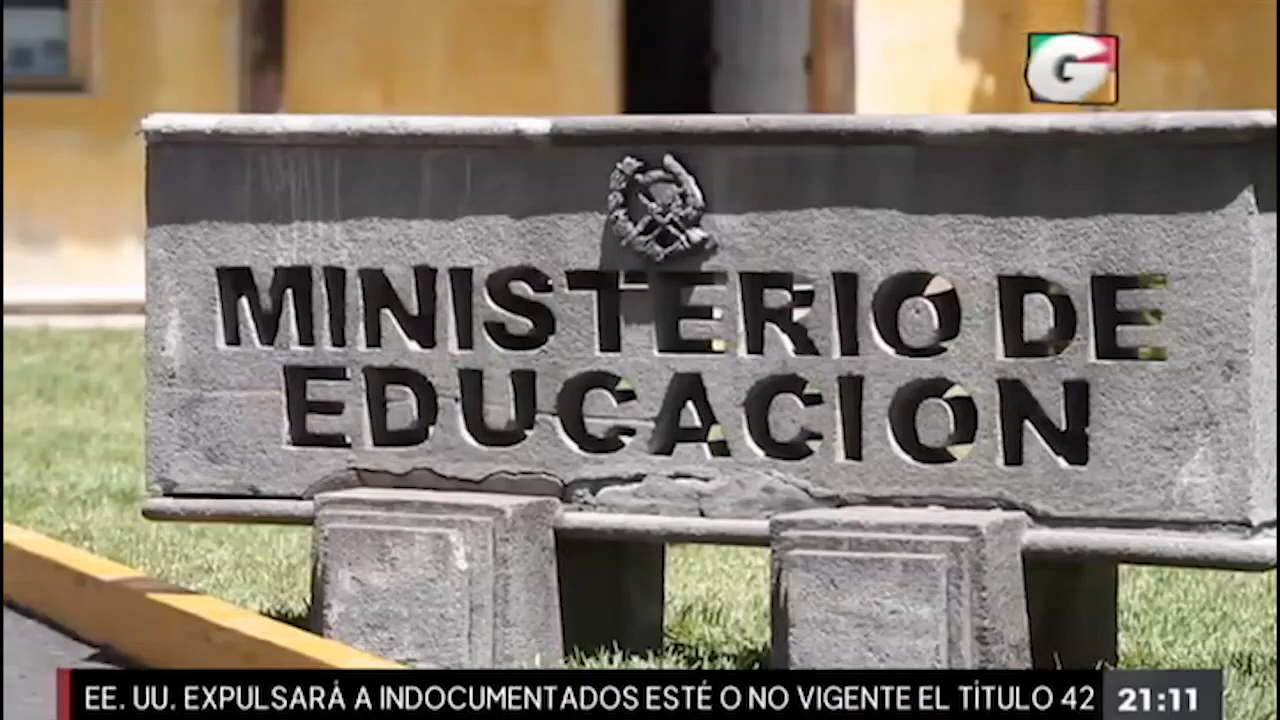 G
MINISTERIO DE
EDUCACION
EE. UU. EXPULSARÁ A INDOCUMENTADOS ESTÉ O NO VIGENTE EL TÍTULO 42
21:11